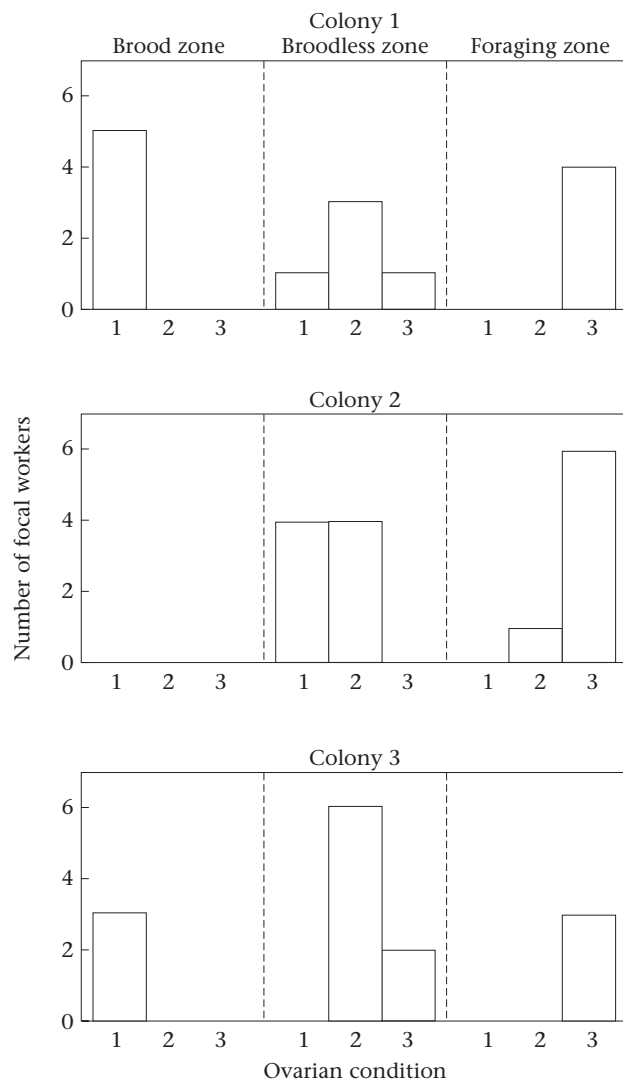 Colony 1
Brood zone Broodless zone Foraging zone
6
4
2
0
1 2 3 1 2 3 1 2 3
Colony 2
6
4
2
0
1 2 3 1 2 3 1 2 3
Number of focal workers
Colony 3
6
4
2
0
1 2 3 1 2 3 1 2 3
Ovarian condition